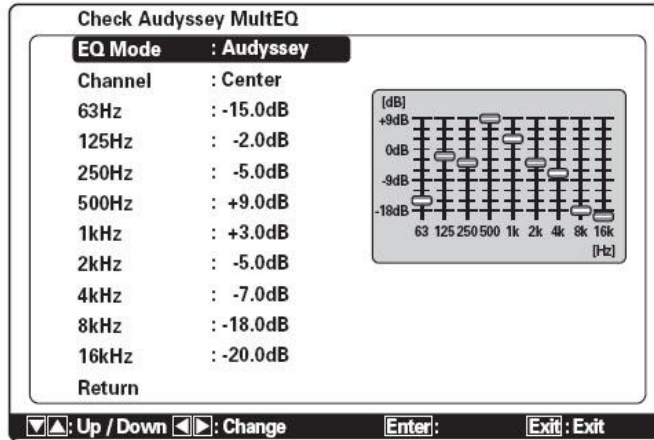 Check Audyssey MultEQ
EQ Mode : Audyssey
Channel : Center
63Hz : -15.0dB
125Hz : -2.0dB
250Hz : -5.0dB
500Hz : +9.0dB
1kHz : +3.0dB
2kHz : -5.0dB
4kHz : -7.0dB
8kHz : -18.0dB
16kHz : -20.0dB
Return
[dB]
+9dB
0dB
-9dB
-18dB
63 125 250 500 1k 2k 4k 8k 16k
[Hz]
▼▲: Up / Down ◀▶: Change Enter: Exit: Exit